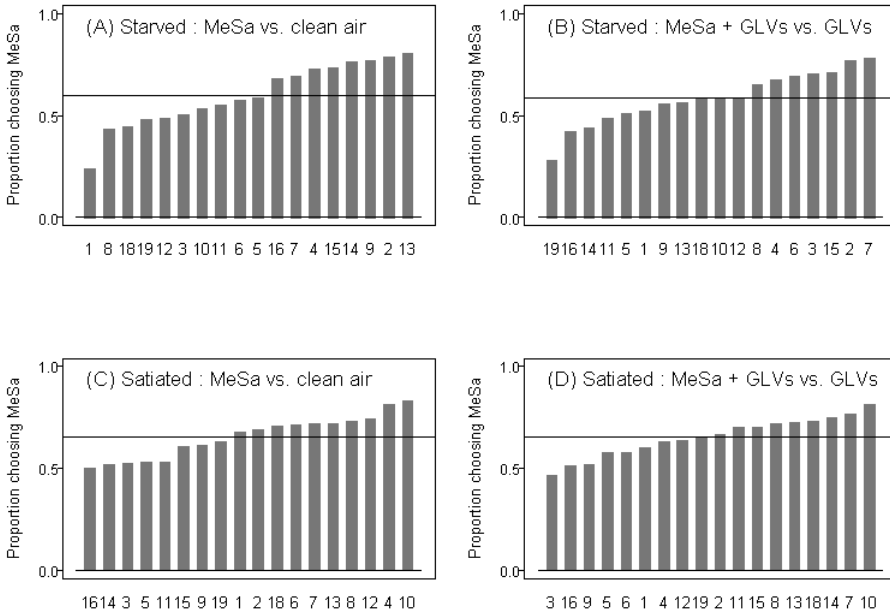 (A) Starved : MeSa vs. clean air
Proportion choosing MeSa
1.0
0.5
0.0
1 8 18 19 12 3 10 11 6 5 16 7 4 15 14 9 2 13
(B) Starved : MeSa + GLVs vs. GLVs
Proportion choosing MeSa
1.0
0.5
0.0
19 16 14 11 5 1 9 13 18 10 12 8 4 6 3 15 2 7
(C) Satiated : MeSa vs. clean air
Proportion choosing MeSa
1.0
0.5
0.0
16 14 3 5 11 15 9 19 1 2 18 6 7 13 8 12 4 10
(D) Satiated : MeSa + GLVs vs. GLVs
Proportion choosing MeSa
1.0
0.5
0.0
3 16 9 5 6 1 4 12 19 2 11 15 8 13 18 14 7 10